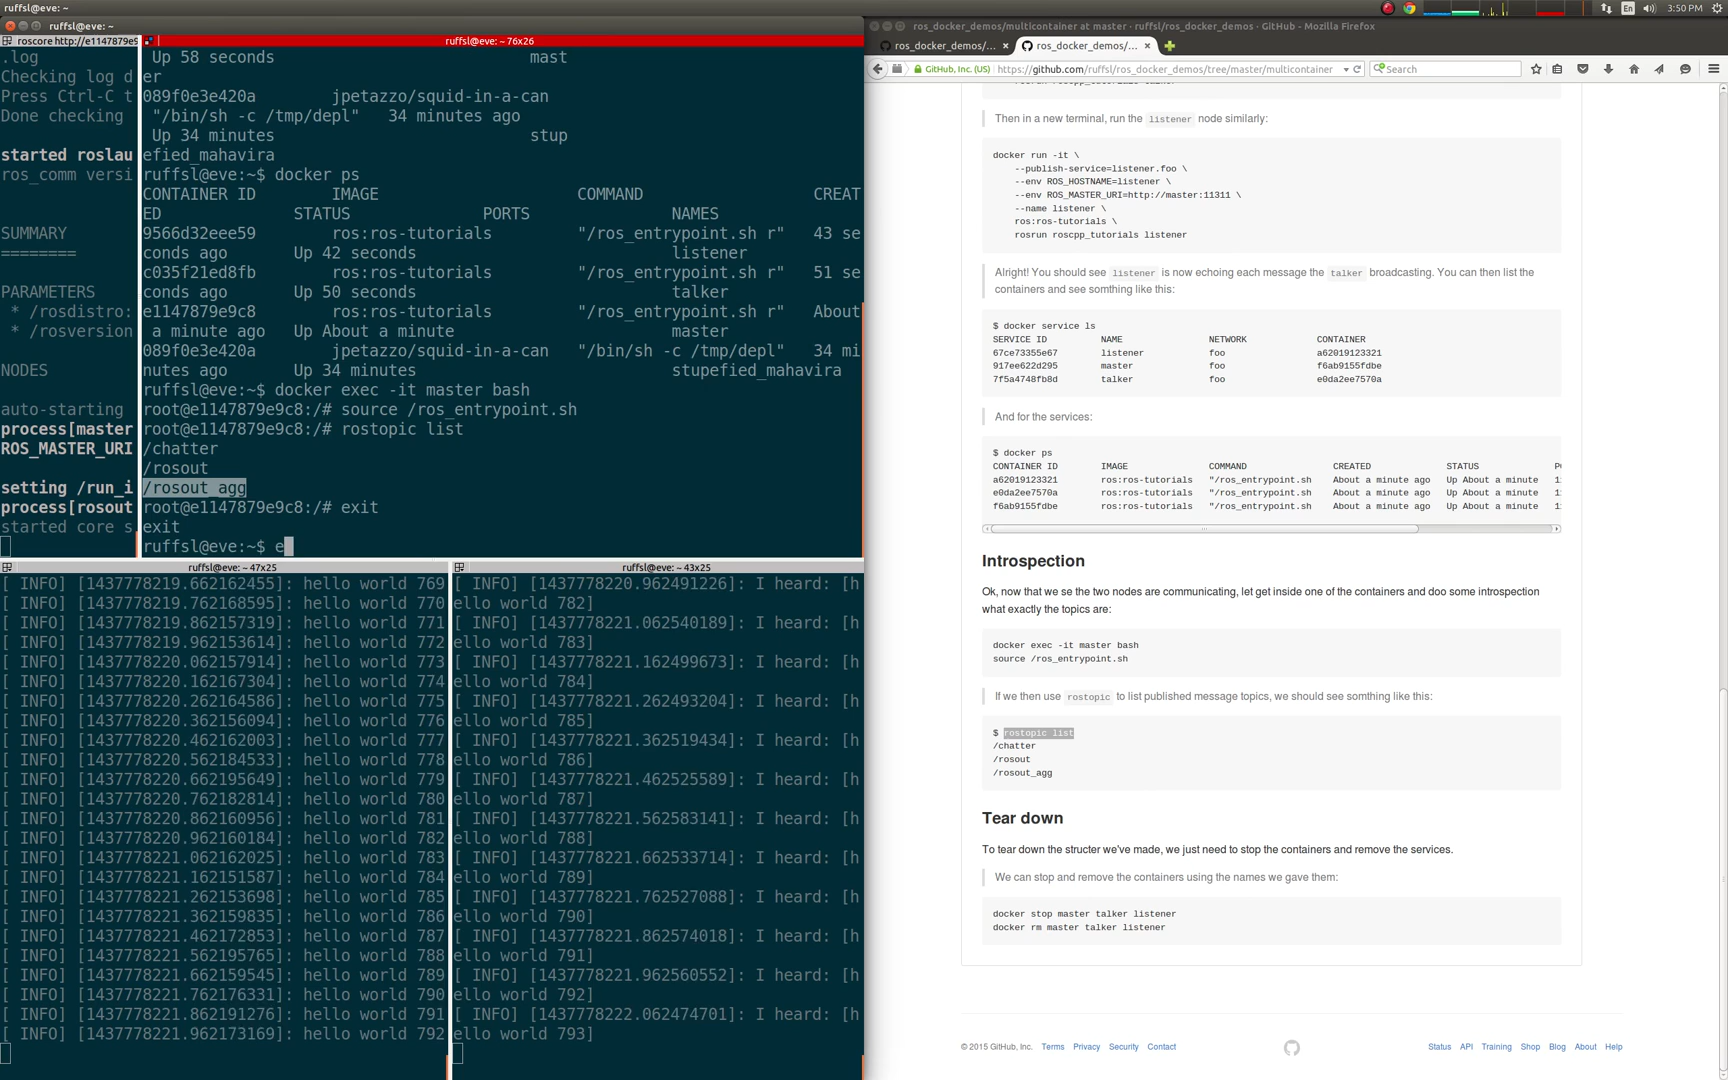 ruffsl@eve: ~
3:50 PM
En
ruffsl@eve: ~
roscore http://e1147879e9
.log
Checking log d
Press Ctrl-C t
Done checking
started roslau
ros_comm versi
SUMMARY
========
PARAMETERS
* /rosdistro:
* /rosversion
NODES
auto-starting
process[master
ROS_MASTER_URI
setting /run_i
process[rosout
started core s
ruffsl@eve: ~ 76x26
Up 58 seconds mast
er
089f0e3e420a jpetazzo/squid-in-a-can
"/bin/sh -c /tmp/depl" 34 minutes ago
Up 34 minutes stup
efied_mahavira
ruffsl@eve:~$ docker ps
CONTAINER ID IMAGE COMMAND CREAT
ED STATUS PORTS NAMES
9566d32eee59 ros:ros-tutorials "/ros_entrypoint.sh r" 43 se
conds ago Up 42 seconds listener
c035f21ed8fb ros:ros-tutorials "/ros_entrypoint.sh r" 51 se
conds ago Up 50 seconds talker
e1147879e9c8 ros:ros-tutorials "/ros_entrypoint.sh r" About
a minute ago Up About a minute master
089f0e3e420a jpetazzo/squid-in-a-can "/bin/sh -c /tmp/depl" 34 mi
nutes ago Up 34 minutes stupefied_mahavira
ruffsl@eve:~$ docker exec -it master bash
root@e1147879e9c8:/# source /ros_entrypoint.sh
root@e1147879e9c8:/# rostopic list
/chatter
/rosout
/rosout_agg
root@e1147879e9c8:/# exit
exit
ruffsl@eve:~$ e
ruffsl@eve: ~ 47x25
[ INFO] [1437778219.662162455]: hello world 769
[ INFO] [1437778219.762168595]: hello world 770
[ INFO] [1437778219.862157319]: hello world 771
[ INFO] [1437778219.962153614]: hello world 772
[ INFO] [1437778220.062157914]: hello world 773
[ INFO] [1437778220.162167304]: hello world 774
[ INFO] [1437778220.262164586]: hello world 775
[ INFO] [1437778220.362156094]: hello world 776
[ INFO] [1437778220.462162003]: hello world 777
[ INFO] [1437778220.562184533]: hello world 778
[ INFO] [1437778220.662195649]: hello world 779
[ INFO] [1437778220.762182814]: hello world 780
[ INFO] [1437778220.862160956]: hello world 781
[ INFO] [1437778220.962160184]: hello world 782
[ INFO] [1437778221.062162025]: hello world 783
[ INFO] [1437778221.162151587]: hello world 784
[ INFO] [1437778221.262153698]: hello world 785
[ INFO] [1437778221.362159835]: hello world 786
[ INFO] [1437778221.462172853]: hello world 787
[ INFO] [1437778221.562195765]: hello world 788
[ INFO] [1437778221.662159545]: hello world 789
[ INFO] [1437778221.762176331]: hello world 790
[ INFO] [1437778221.862191276]: hello world 791
[ INFO] [1437778221.962173169]: hello world 792
ruffsl@eve: ~ 43x25
[ INFO] [1437778220.962491226]: I heard: [h
ello world 782]
[ INFO] [1437778221.062540189]: I heard: [h
ello world 783]
[ INFO] [1437778221.162499673]: I heard: [h
ello world 784]
[ INFO] [1437778221.262493204]: I heard: [h
ello world 785]
[ INFO] [1437778221.362519434]: I heard: [h
ello world 786]
[ INFO] [1437778221.462525589]: I heard: [h
ello world 787]
[ INFO] [1437778221.562583141]: I heard: [h
ello world 788]
[ INFO] [1437778221.662533714]: I heard: [h
ello world 789]
[ INFO] [1437778221.762527088]: I heard: [h
ello world 790]
[ INFO] [1437778221.862574018]: I heard: [h
ello world 791]
[ INFO] [1437778221.962560552]: I heard: [h
ello world 792]
[ INFO] [1437778222.062474701]: I heard: [h
ello world 793]
ros_docker_demos/multicontainer at master · ruffsl/ros_docker_demos · GitHub - Mozilla Firefox
ros_docker_demos/...
ros_docker_demos/...
GitHub, Inc. (US) https://github.com/ruffsl/ros_docker_demos/tree/master/multicontainer
Search
Then in a new terminal, run the listener node similarly:
docker run -it \
--publish-service=listener.foo \
--env ROS_HOSTNAME=listener \
--env ROS_MASTER_URI=http://master:11311 \
--name listener \
ros:ros-tutorials \
rosrun roscpp_tutorials listener
Alright! You should see listener is now echoing each message the talker broadcasting. You can then list the
containers and see somthing like this:
$ docker service ls
SERVICE ID NAME NETWORK CONTAINER
67ce73355e67 listener foo a62019123321
917ee622d295 master foo f6ab9155fdbe
7f5a4748fb8d talker foo e0da2ee7570a
And for the services:
$ docker ps
CONTAINER ID IMAGE COMMAND CREATED STATUS
a62019123321 ros:ros-tutorials "/ros_entrypoint.sh About a minute ago Up About a minute
e0da2ee7570a ros:ros-tutorials "/ros_entrypoint.sh About a minute ago Up About a minute
f6ab9155fdbe ros:ros-tutorials "/ros_entrypoint.sh About a minute ago Up About a minute
Introspection
Ok, now that we se the two nodes are communicating, let get inside one of the containers and doo some introspection
what exactly the topics are:
docker exec -it master bash
source /ros_entrypoint.sh
If we then use rostopic to list published message topics, we should see somthing like this:
$ rostopic list
/chatter
/rosout
/rosout_agg
Tear down
To tear down the structer we've made, we just need to stop the containers and remove the services.
We can stop and remove the containers using the names we gave them:
docker stop master talker listener
docker rm master talker listener
© 2015 GitHub, Inc. Terms Privacy Security Contact
Status API Training Shop Blog About Help